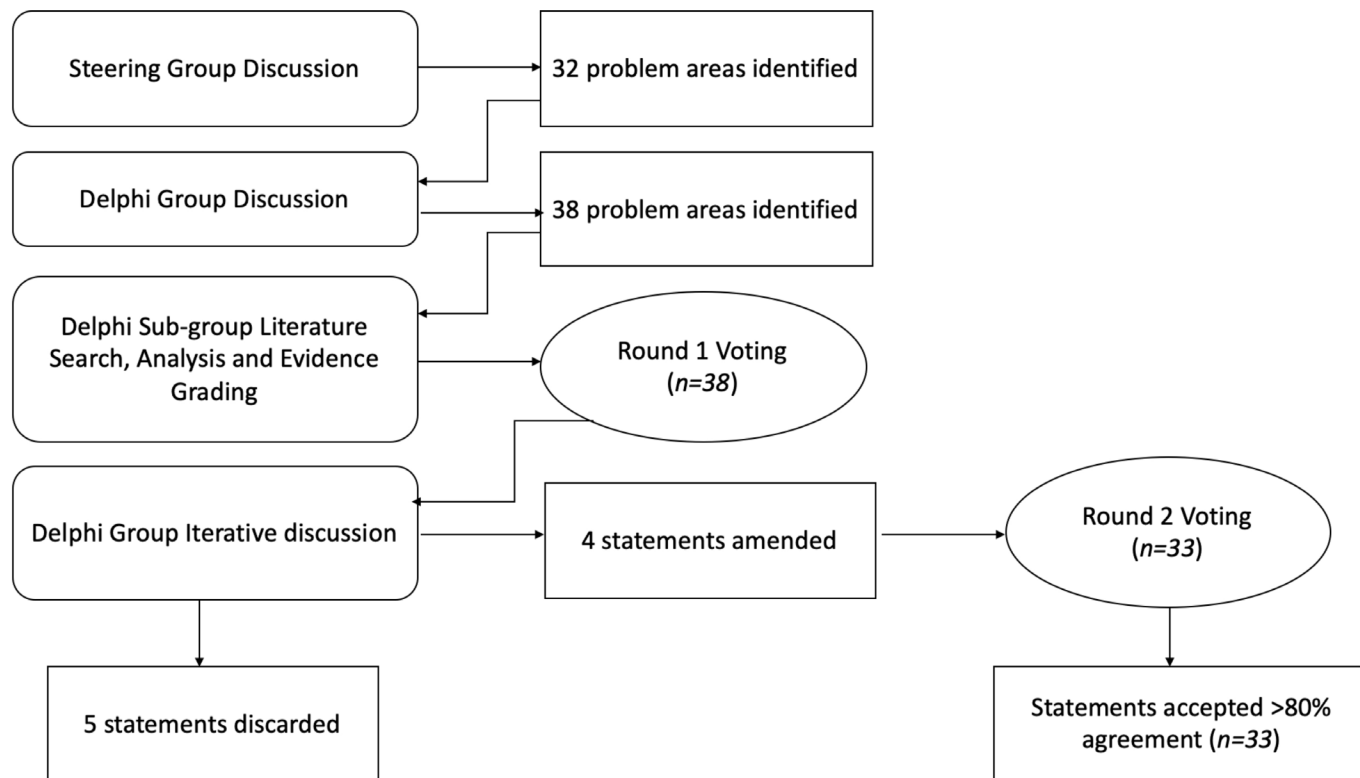 Steering Group Discussion
32 problem areas identified
Delphi Group Discussion
38 problem areas identified
Delphi Sub-group Literature
Search, Analysis and Evidence
Grading
Round 1 Voting
(n=38)
Delphi Group Iterative discussion
4 statements amended
Round 2 Voting
(n=33)
5 statements discarded
Statements accepted >80%
agreement (n=33)